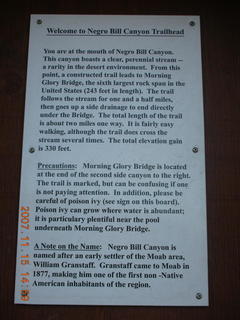 Welcome to Negro Bill Canyon Trailhead
You are at the mouth of Negro Bill Canyon.
This canyon boasts a clear, perennial stream --
a rarity in the desert environment. From this
point, a constructed trail leads to Morning
Glory Bridge, the sixth largest rock span in the
United States (243 feet in length). The trail
follows the stream for one and a half miles,
then goes up a side drainage to end directly
under the Bridge. The total length of the trail
is about two miles one way. It is fairly easy
walking, although the trail does cross the
stream several times. The total elevation gain
is 330 feet.
Precautions: Morning Glory Bridge is located
at the end of the second side canyon to the right.
The trail is marked, but can be confusing if one
is not paying attention. In addition, please be
careful of poison ivy (see sign on this board).
Poison ivy can grow where water is abundant;
it is particulary plentiful near the pool
underneath Morning Glory Bridge.
A Note on the Name: Negro Bill Canyon is
named after an early settler of the Moab area,
William Granstaff. Granstaff came to Moab in
1877, making him one of the first non -Native
American inhabitants of the region.
2007.11.15